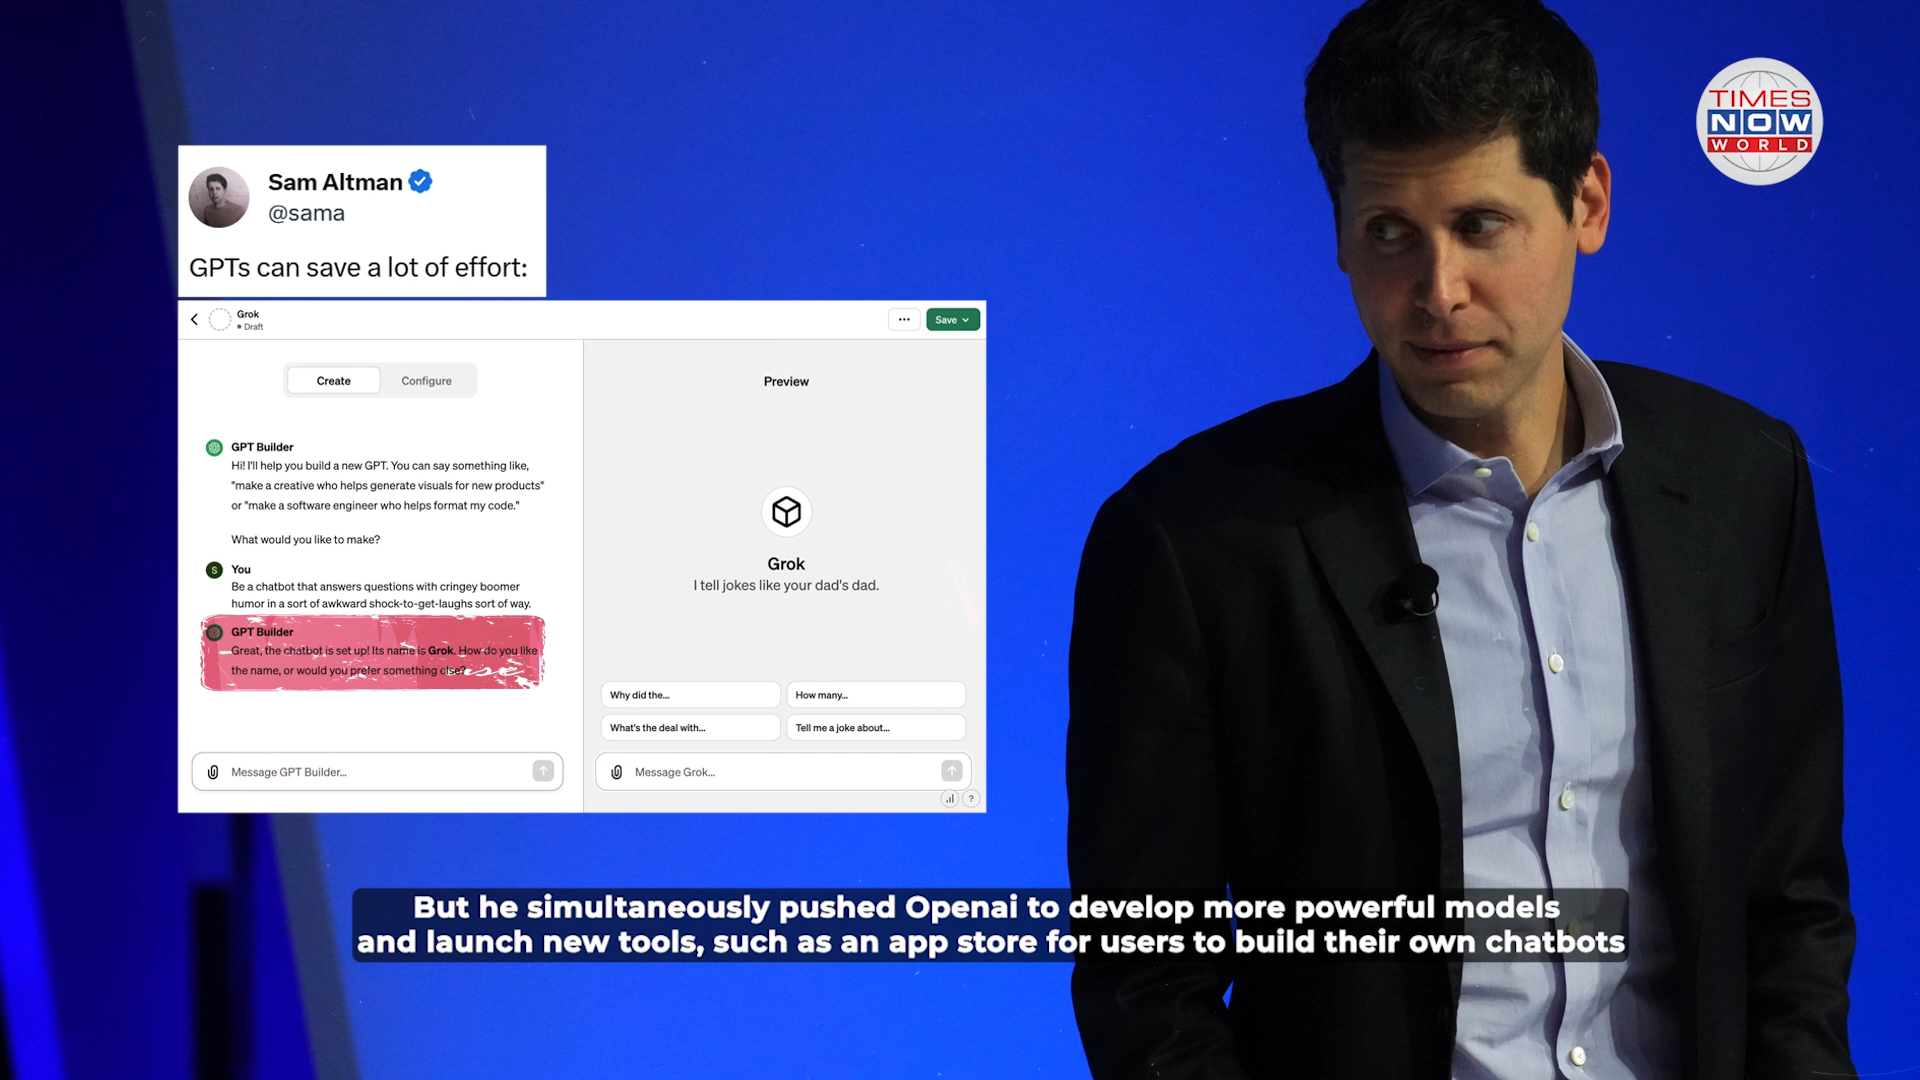 TIMES
NOW
WORLD
Sam Altman
@sama
GPTs can save a lot of effort:
Grok
Draft
Save
Create
Configure
Preview
GPT Builder
Hi! I'll help you build a new GPT. You can say something like,
"make a creative who helps generate visuals for new products"
or "make a software engineer who helps format my code."
What would you like to make?
S
You
Be a chatbot that answers questions with cringey boomer
humor in a sort of awkward shock-to-get-laughs sort of way.
GPT Builder
Great, the chatbot is set up! Its name is Grok. How do you like
the name, or would you prefer something else?
Message GPT Builder...
Grok
I tell jokes like your dad's dad.
Why did the...
How many...
What's the deal with...
Tell me a joke about...
Message Grok...
?
But he simultaneously pushed Openai to develop more powerful models
and launch new tools, such as an app store for users to build their own chatbots